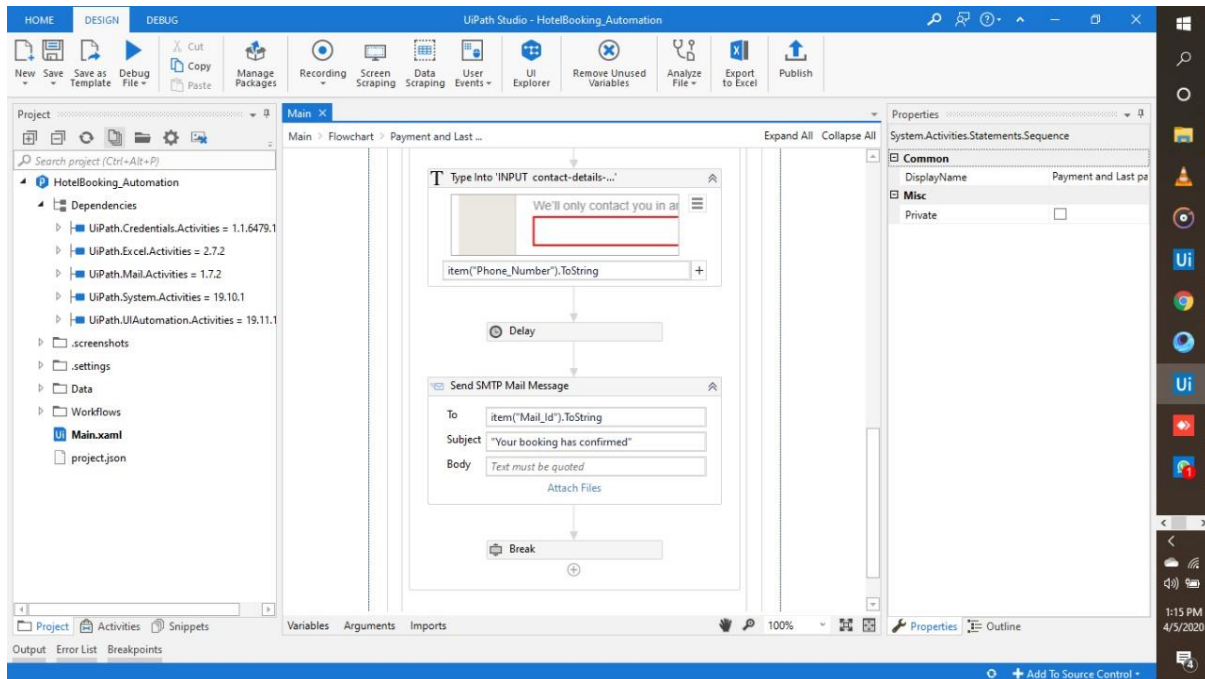 HOME DESIGN DEBUG UiPath Studio - HotelBooking_Automation
New Save Save as Template Debug File Cut Copy Paste Manage Packages Recording Screen Scraping Data Scraping User Events UI Explorer Remove Unused Variables Analyze File Export to Excel Publish
Project
Search project (Ctrl+Alt+P)
HotelBooking_Automation
Dependencies
UiPath.Credentials.Activities = 1.1.6479.1
UiPath.Excel.Activities = 2.7.2
UiPath.Mail.Activities = 1.7.2
UiPath.System.Activities = 19.10.1
UiPath.UIAutomation.Activities = 19.11.1
.screenshots
.settings
Data
Workflows
Main.xaml
project.json
Project Activities Snippets
Output Error List Breakpoints
Main
Main > Flowchart > Payment and Last ... Expand All Collapse All
Type Into 'INPUT contact-details-...'
We'll only contact you in
item("Phone_Number").ToString
Delay
Send SMTP Mail Message
To item("Mail_Id").ToString
Subject "Your booking has confirmed"
Body Text must be quoted
Attach Files
Break
Variables Arguments Imports 100%
Properties
System.Activities.Statements.Sequence
Common
DisplayName Payment and Last pa
Misc
Private
Properties Outline
Add To Source Control
Ui
Ui
1
1:15 PM
4/5/2020
4